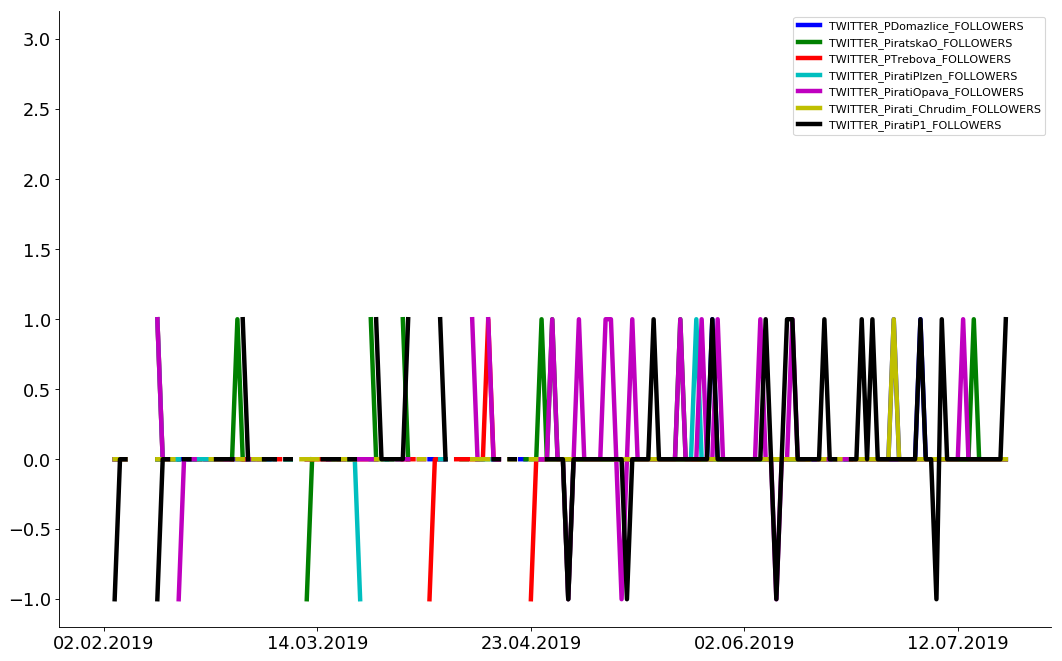 3.0
2.5
2.0
1.5
1.0
0.5
0.0
−0.5
−1.0
02.02.2019
14.03.2019
23.04.2019
02.06.2019
12.07.2019
TWITTER_PDomazlice_FOLLOWERS
TWITTER_PiratskaO_FOLLOWERS
TWITTER_PTrebova_FOLLOWERS
TWITTER_PiratiPlzen_FOLLOWERS
TWITTER_PiratiOpava_FOLLOWERS
TWITTER_Pirati_Chrudim_FOLLOWERS
TWITTER_PiratiP1_FOLLOWERS